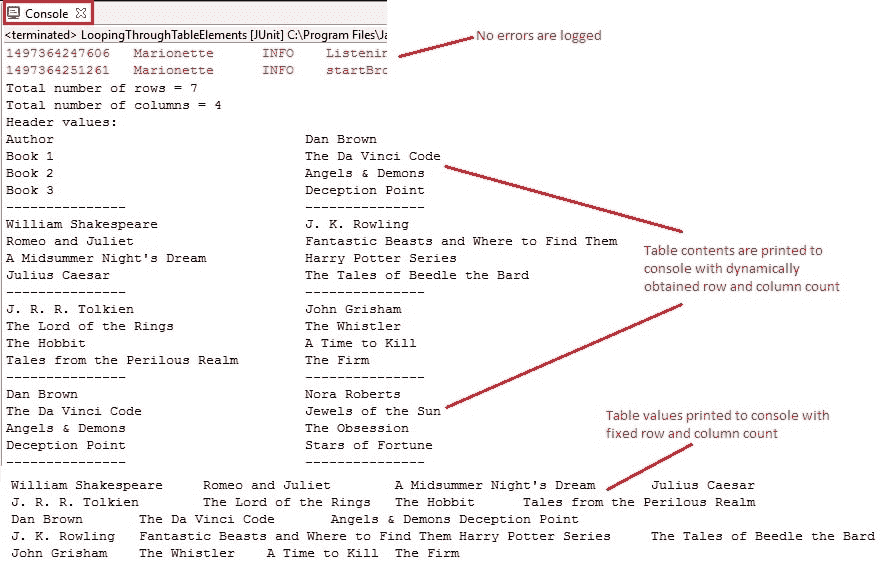 Console
<terminated> LoopingThroughTableElements [JUnit] C:\Program Files\Ja
1497364247606 Marionette INFO Listenin
1497364251261 Marionette INFO startBro
No errors are logged
Total number of rows = 7
Total number of columns = 4
Header values:
Author
Book 1
Book 2
Book 3
---------------
William Shakespeare
Romeo and Juliet
A Midsummer Night's Dream
Julius Caesar
---------------
J. R. R. Tolkien
The Lord of the Rings
The Hobbit
Tales from the Perilous Realm
---------------
Dan Brown
The Da Vinci Code
Angels & Demons
Deception Point
---------------
Dan Brown
The Da Vinci Code
Angels & Demons
Deception Point
---------------
J. K. Rowling
Fantastic Beasts and Where to Find Them
Harry Potter Series
The Tales of Beedle the Bard
---------------
John Grisham
The Whistler
A Time to Kill
The Firm
---------------
Nora Roberts
Jewels of the Sun
The Obsession
Stars of Fortune
---------------
Table contents are printed to
console with dynamically
obtained row and column count
Table values printed to console with
fixed row and column count
William Shakespeare Romeo and Juliet A Midsummer Night's Dream Julius Caesar
J. R. R. Tolkien The Lord of the Rings The Hobbit Tales from the Perilous Realm
Dan Brown The Da Vinci Code Angels & Demons Deception Point
J. K. Rowling Fantastic Beasts and Where to Find Them Harry Potter Series The Tales of Beedle the Bard
John Grisham The Whistler A Time to Kill The Firm